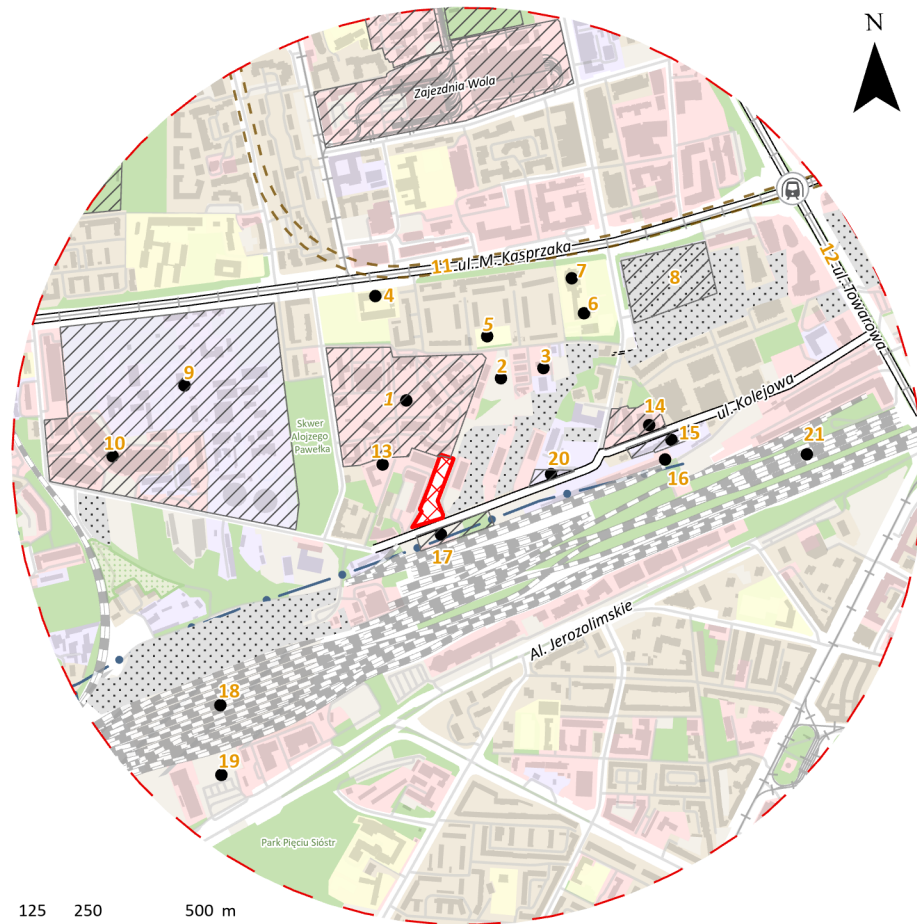 N
Zajezdnia Wola
11
ul. M. Kasprzaka
12
ul. Towarowa
4
7
6
8
5
2
3
9
1
ul. Kolejowa
14
Skwer
Alojzego
Pawełka
10
13
15
20
16
21
17
Al. Jerozolimskie
18
19
Park Pięciu Sióstr
125 250 500 m